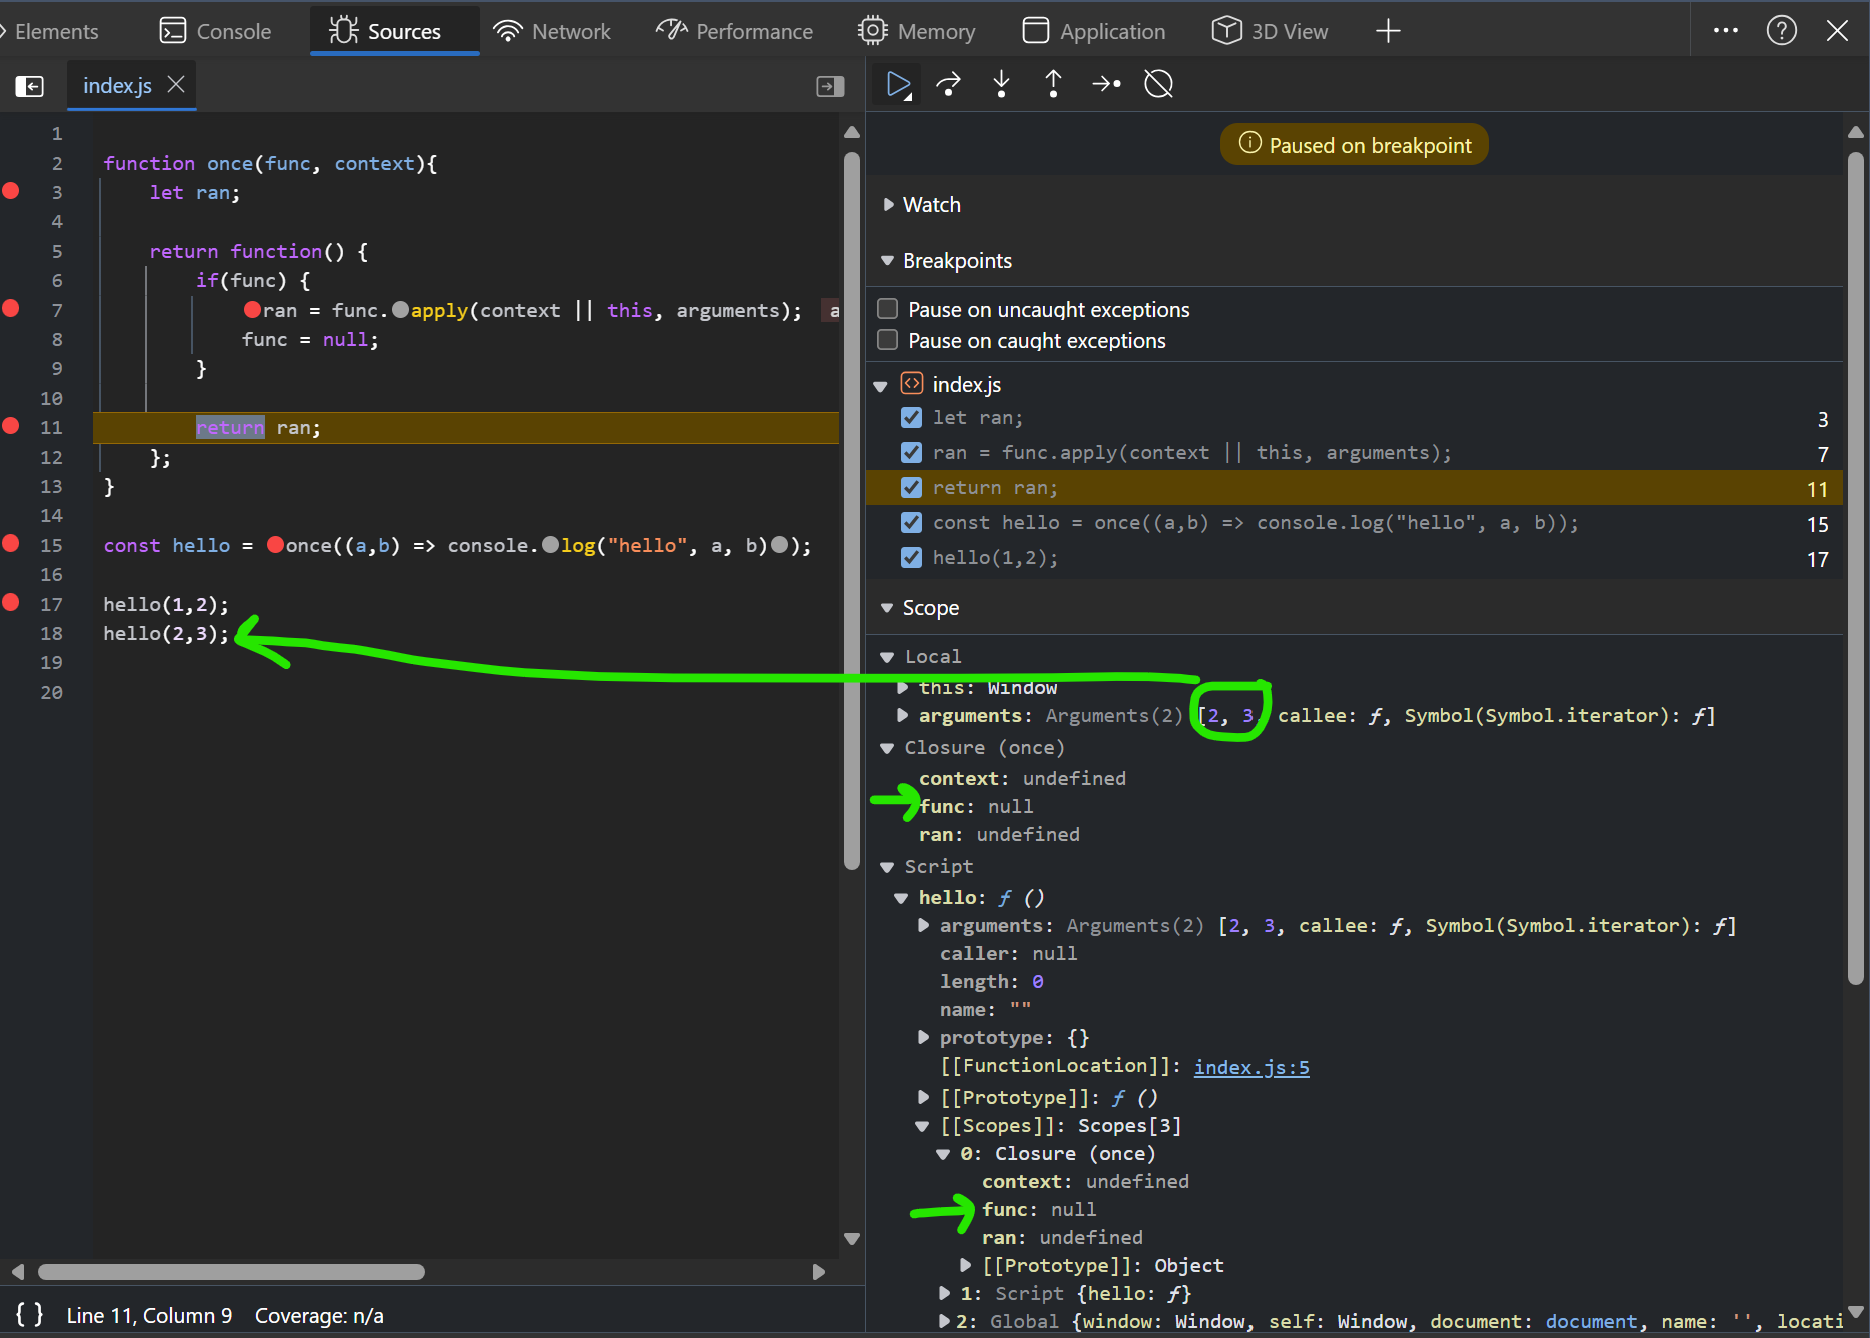 Elements Console Sources Network Performance Memory Application 3D View
index.js
1
2 function once(func, context){
3 let ran;
4
5 return function() {
6 if(func) {
7 ran = func.apply(context || this, arguments); a
8 func = null;
9 }
10
11 return ran;
12 };
13 }
14
15 const hello = once((a,b) => console.log("hello", a, b));
16
17 hello(1,2);
18 hello(2,3);
19
20
{ } Line 11, Column 9 Coverage: n/a
Paused on breakpoint
Watch
Breakpoints
Pause on uncaught exceptions
Pause on caught exceptions
index.js
let ran; 3
ran = func.apply(context || this, arguments); 7
return ran; 11
const hello = once((a,b) => console.log("hello", a, b)); 15
hello(1,2); 17
Scope
Local
this: Window
arguments: Arguments(2) [2, 3, callee: ƒ, Symbol(Symbol.iterator): ƒ]
Closure (once)
context: undefined
func: null
ran: undefined
Script
hello: ƒ ()
arguments: Arguments(2) [2, 3, callee: ƒ, Symbol(Symbol.iterator): ƒ]
caller: null
length: 0
name: ""
prototype: {}
[[FunctionLocation]]: index.js:5
[[Prototype]]: ƒ ()
[[Scopes]]: Scopes[3]
0: Closure (once)
context: undefined
func: null
ran: undefined
[[Prototype]]: Object
1: Script {hello: ƒ}
2: Global {window: Window, self: Window, document: document, name: '', locati